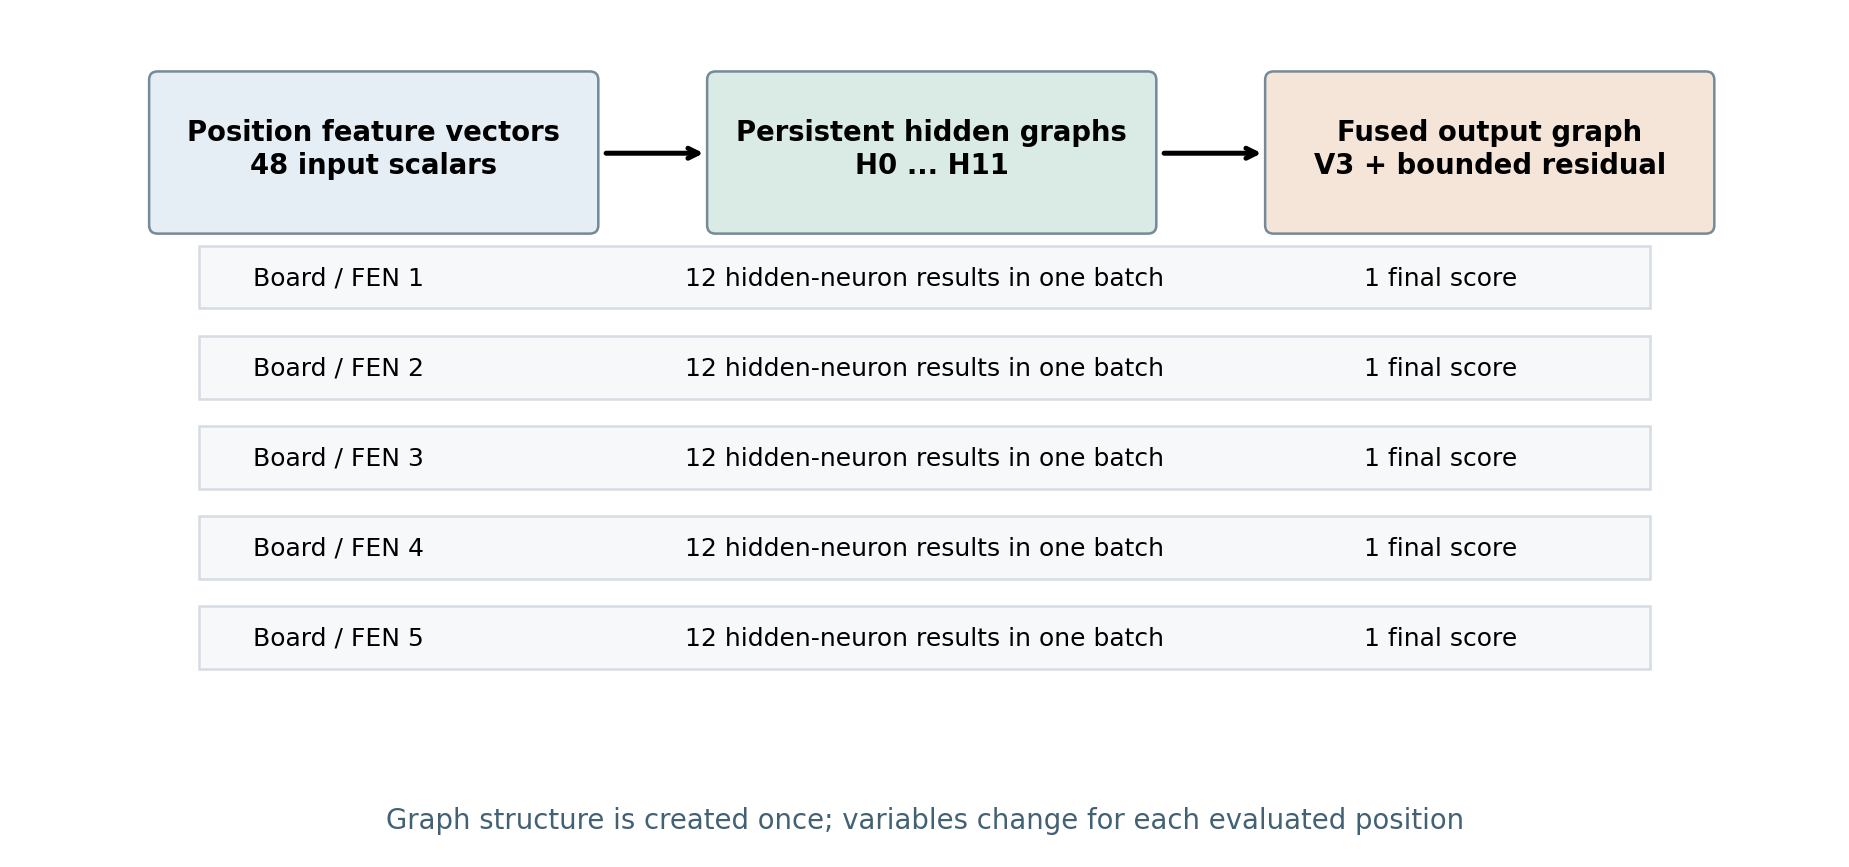 Position feature vectors
48 input scalars
Persistent hidden graphs
H0 ... H11
Fused output graph
V3 + bounded residual
Board / FEN 1
12 hidden-neuron results in one batch
1 final score
Board / FEN 2
12 hidden-neuron results in one batch
1 final score
Board / FEN 3
12 hidden-neuron results in one batch
1 final score
Board / FEN 4
12 hidden-neuron results in one batch
1 final score
Board / FEN 5
12 hidden-neuron results in one batch
1 final score
Graph structure is created once; variables change for each evaluated position